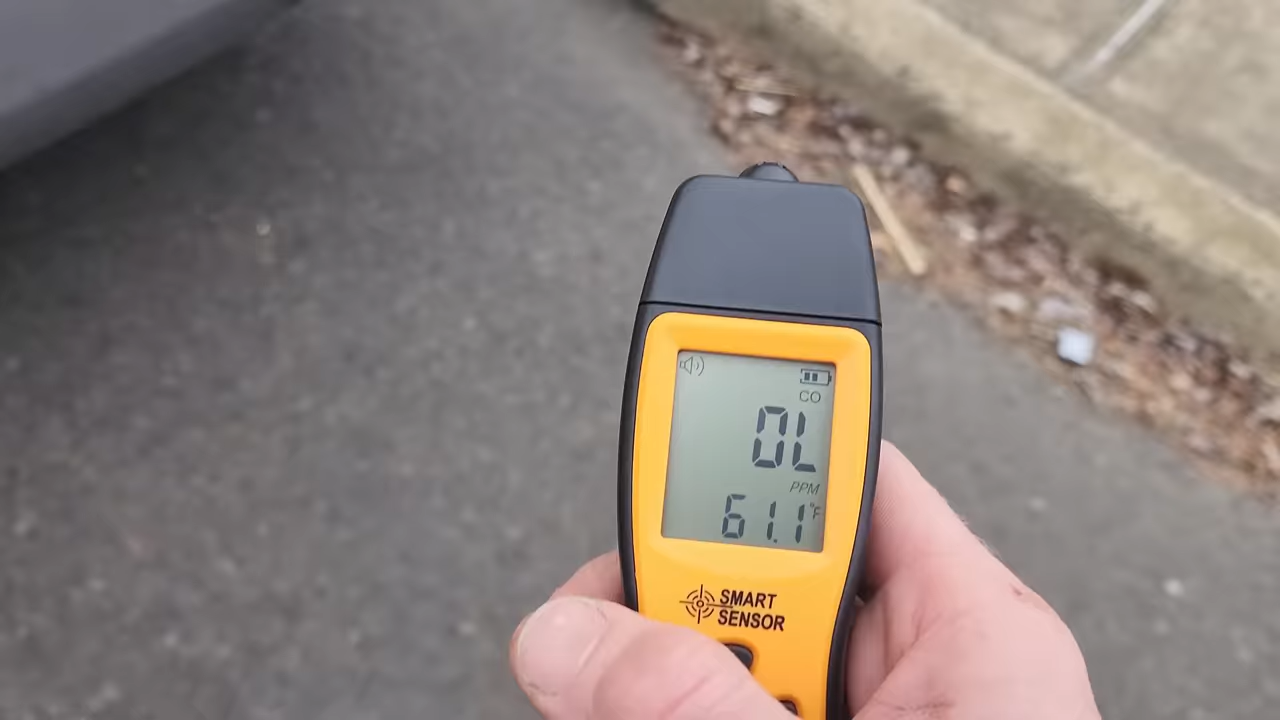 CO
OL
PPM
61.1°F
SMART
SENSOR